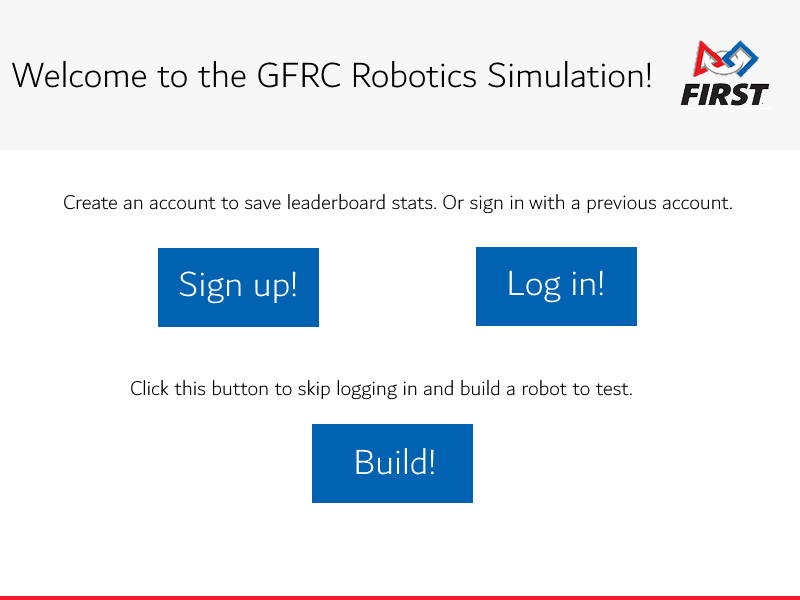 Welcome to the GFRC Robotics Simulation!
FIRST
Create an account to save leaderboard stats. Or sign in with a previous account.
Sign up!
Log in!
Click this button to skip logging in and build a robot to test.
Build!